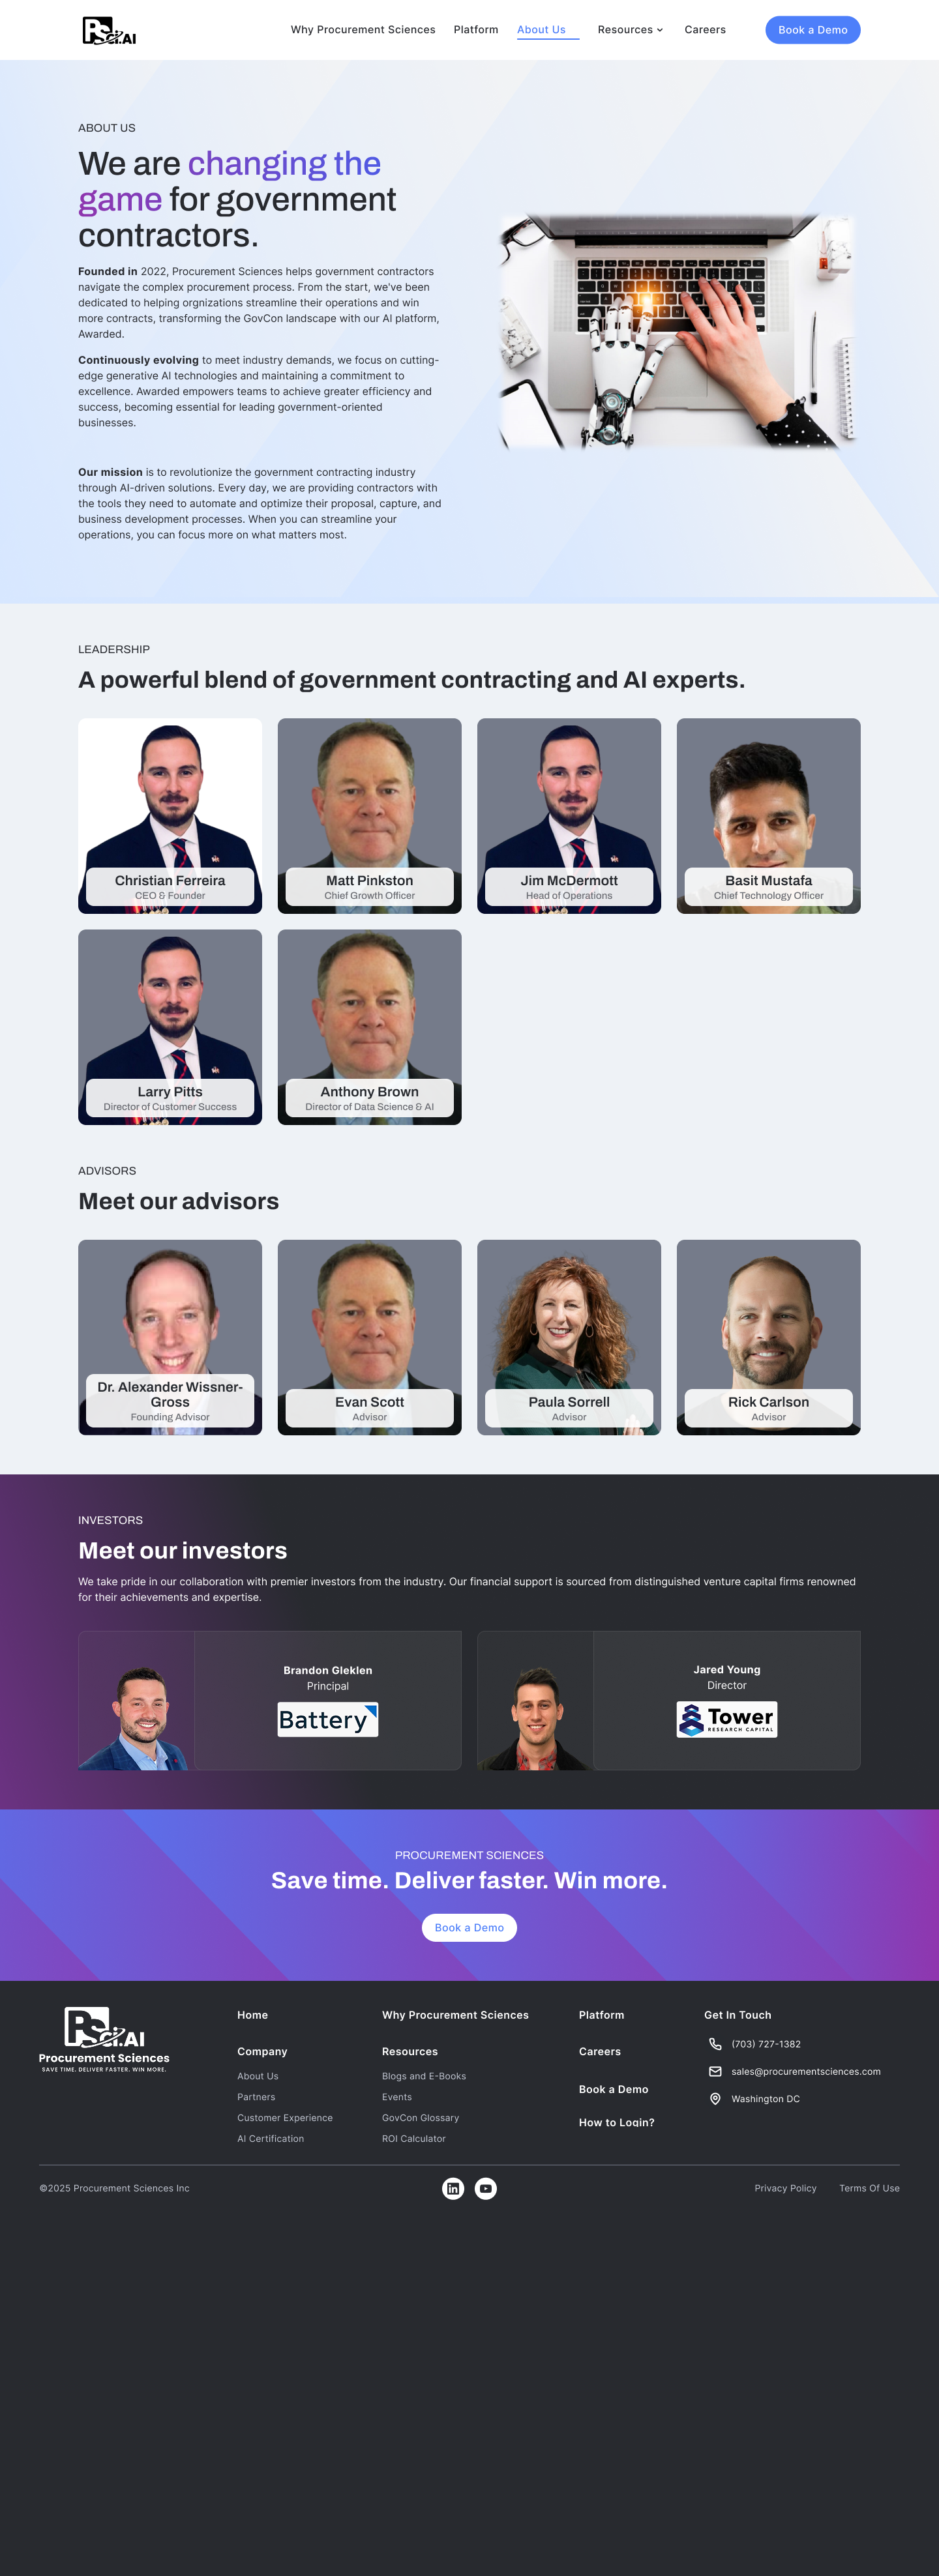 PSci.AI
Why Procurement Sciences
Platform
About Us
Resources
Careers
Book a Demo
ABOUT US
We are changing the
game for government
contractors.
Founded in 2022, Procurement Sciences helps government contractors
navigate the complex procurement process. From the start, we've been
dedicated to helping orgnizations streamline their operations and win
more contracts, transforming the GovCon landscape with our AI platform,
Awarded.
Continuously evolving to meet industry demands, we focus on cutting-
edge generative AI technologies and maintaining a commitment to
excellence. Awarded empowers teams to achieve greater efficiency and
success, becoming essential for leading government-oriented
businesses.
Our mission is to revolutionize the government contracting industry
through AI-driven solutions. Every day, we are providing contractors with
the tools they need to automate and optimize their proposal, capture, and
business development processes. When you can streamline your
operations, you can focus more on what matters most.
LEADERSHIP
A powerful blend of government contracting and AI experts.
Christian Ferreira
CEO & Founder
Matt Pinkston
Chief Growth Officer
Jim McDermott
Head of Operations
Basit Mustafa
Chief Technology Officer
Larry Pitts
Director of Customer Success
Anthony Brown
Director of Data Science & AI
ADVISORS
Meet our advisors
Dr. Alexander Wissner-
Gross
Founding Advisor
Evan Scott
Advisor
Paula Sorrell
Advisor
Rick Carlson
Advisor
INVESTORS
Meet our investors
We take pride in our collaboration with premier investors from the industry. Our financial support is sourced from distinguished venture capital firms renowned
for their achievements and expertise.
Brandon Gleklen
Principal
Battery
Jared Young
Director
Tower
RESEARCH CAPITAL
PROCUREMENT SCIENCES
Save time. Deliver faster. Win more.
Book a Demo
PSci.AI
Procurement Sciences
SAVE TIME. DELIVER FASTER. WIN MORE.
Home
Company
About Us
Partners
Customer Experience
AI Certification
Why Procurement Sciences
Resources
Blogs and E-Books
Events
GovCon Glossary
ROI Calculator
Platform
Careers
Book a Demo
How to Login?
Get In Touch
(703) 727-1382
sales@procurementsciences.com
Washington DC
©2025 Procurement Sciences Inc
in
Privacy Policy
Terms Of Use